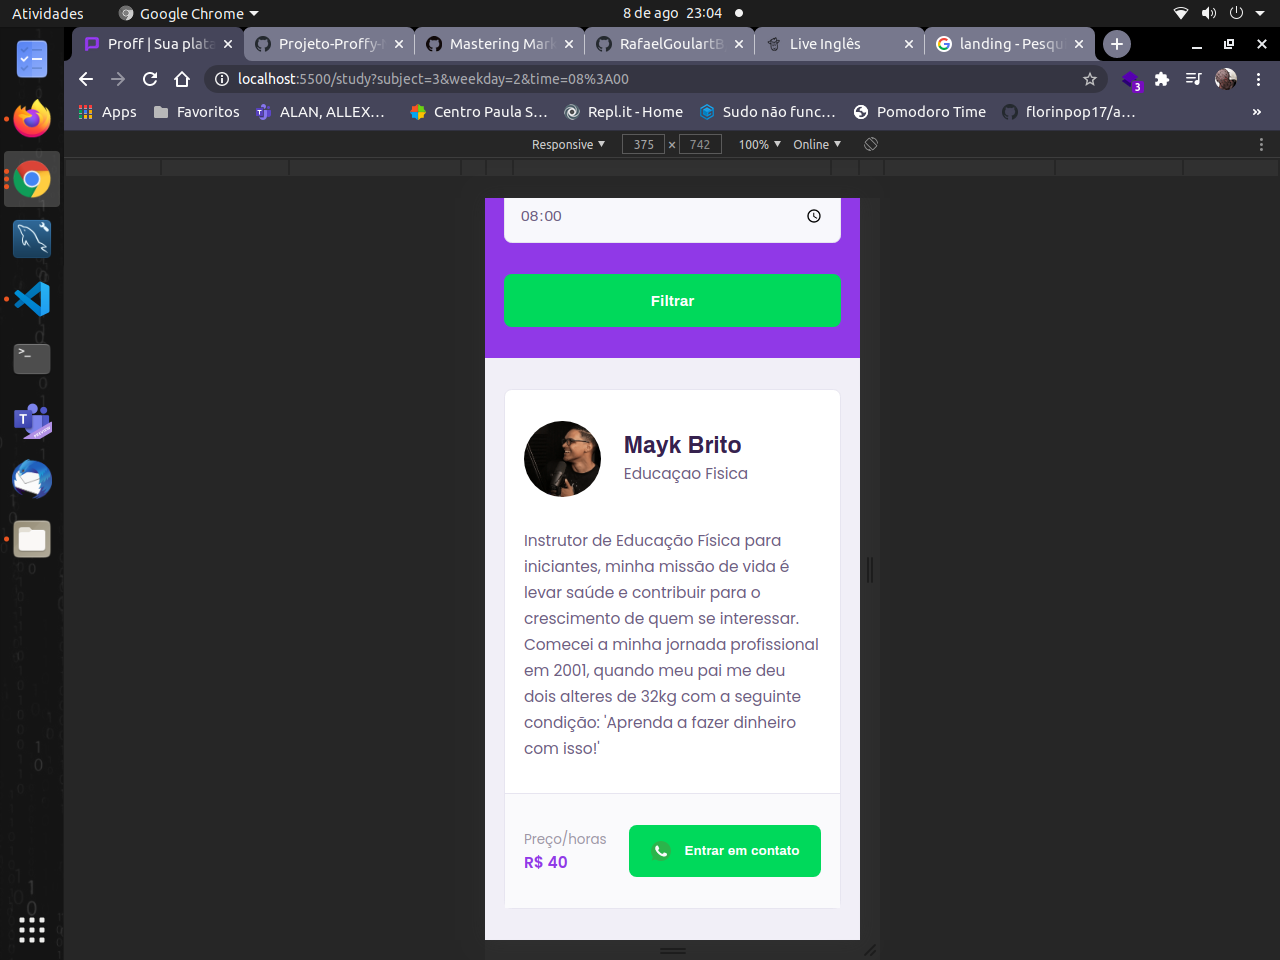 Atividades
Google Chrome
8 de ago 23:04
Proff | Sua plata
Projeto-Proffy-
Mastering Mar
RafaelGoulartB
Live Inglês
landing - Pesqu
localhost:5500/study?subject=3&weekday=2&time=08%3A00
3
Apps
Favoritos
ALAN, ALLEX...
Centro Paula S...
Repl.it - Home
Sudo não func...
Pomodoro Time
florinpop17/a...
»
Responsive
375 × 742
100%
Online
08:00
Filtrar
Mayk Brito
Educaçao Fisica
Instrutor de Educação Física para
iniciantes, minha missão de vida é
levar saúde e contribuir para o
crescimento de quem se interessar.
Comecei a minha jornada profissional
em 2001, quando meu pai me deu
dois alteres de 32kg com a seguinte
condição: 'Aprenda a fazer dinheiro
com isso!'
Preço/horas
R$ 40
Entrar em contato